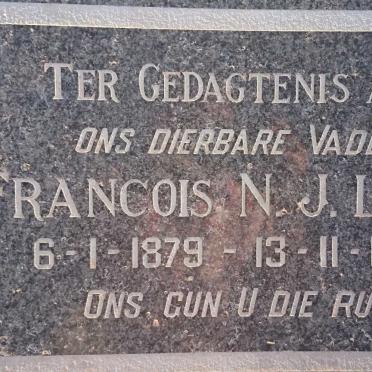 TER GEDAGTENIS
ONS DIERBARE
FRANCOIS N. J.
6-1-1879 - 13-11-
ONS GUN U DIE